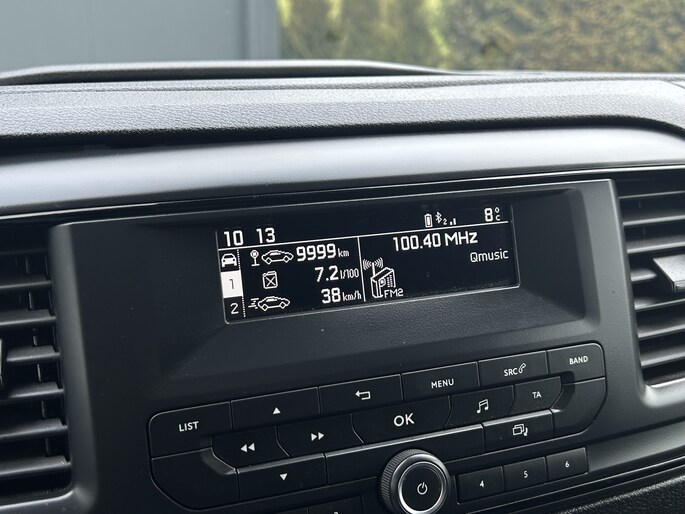 10 13
2
8°C
9999 km
1
7.2 l/100
2
38 km/h
100.40 MHz
Qmusic
FM2
LIST
MENU
SRC
BAND
OK
TA
4
5
6